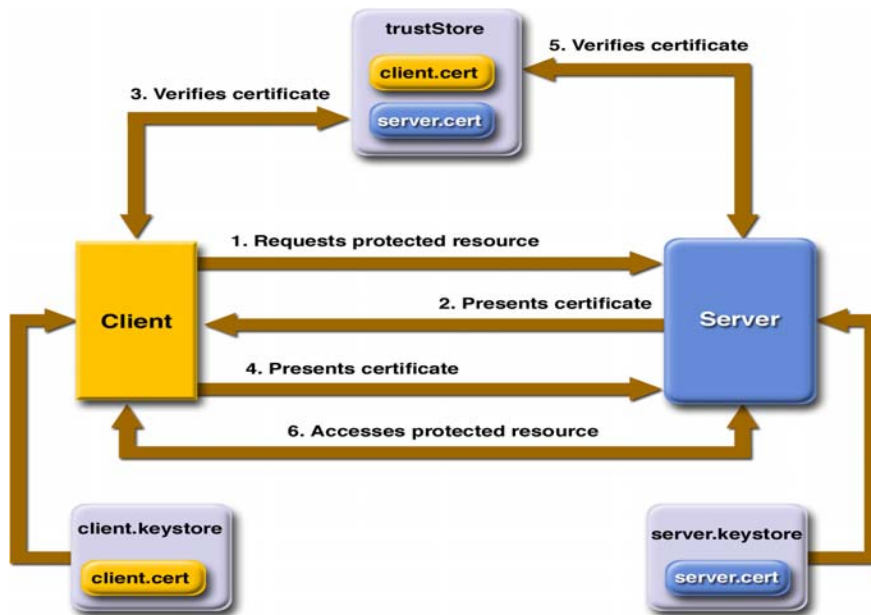 trustStore
client.cert
server.cert
5. Verifies certificate
3. Verifies certificate
1. Requests protected resource
2. Presents certificate
Client
Server
4. Presents certificate
6. Accesses protected resource
client.keystore
client.cert
server.keystore
server.cert